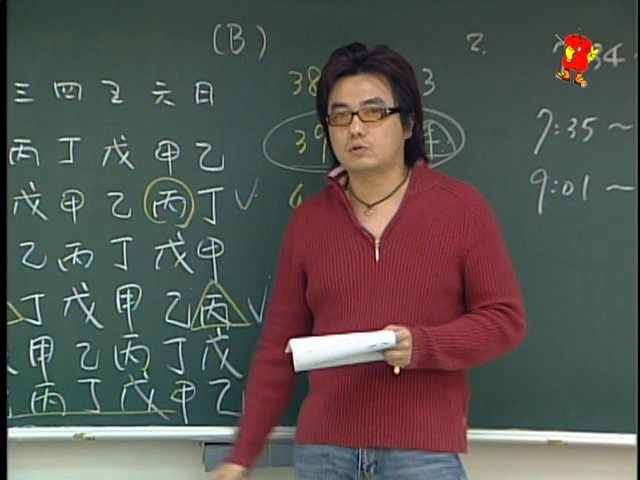 (B)
2.
三 四 五 六 日
38 3
34
丙 丁 戊 甲 乙
39
7:35～
戊 甲 乙 丙 丁 ✓
6
9:01～
乙 丙 丁 戊 甲
丁 戊 甲 乙 丙 ✓
甲 乙 丙 丁 戊
丙 丁 戊 甲 乙